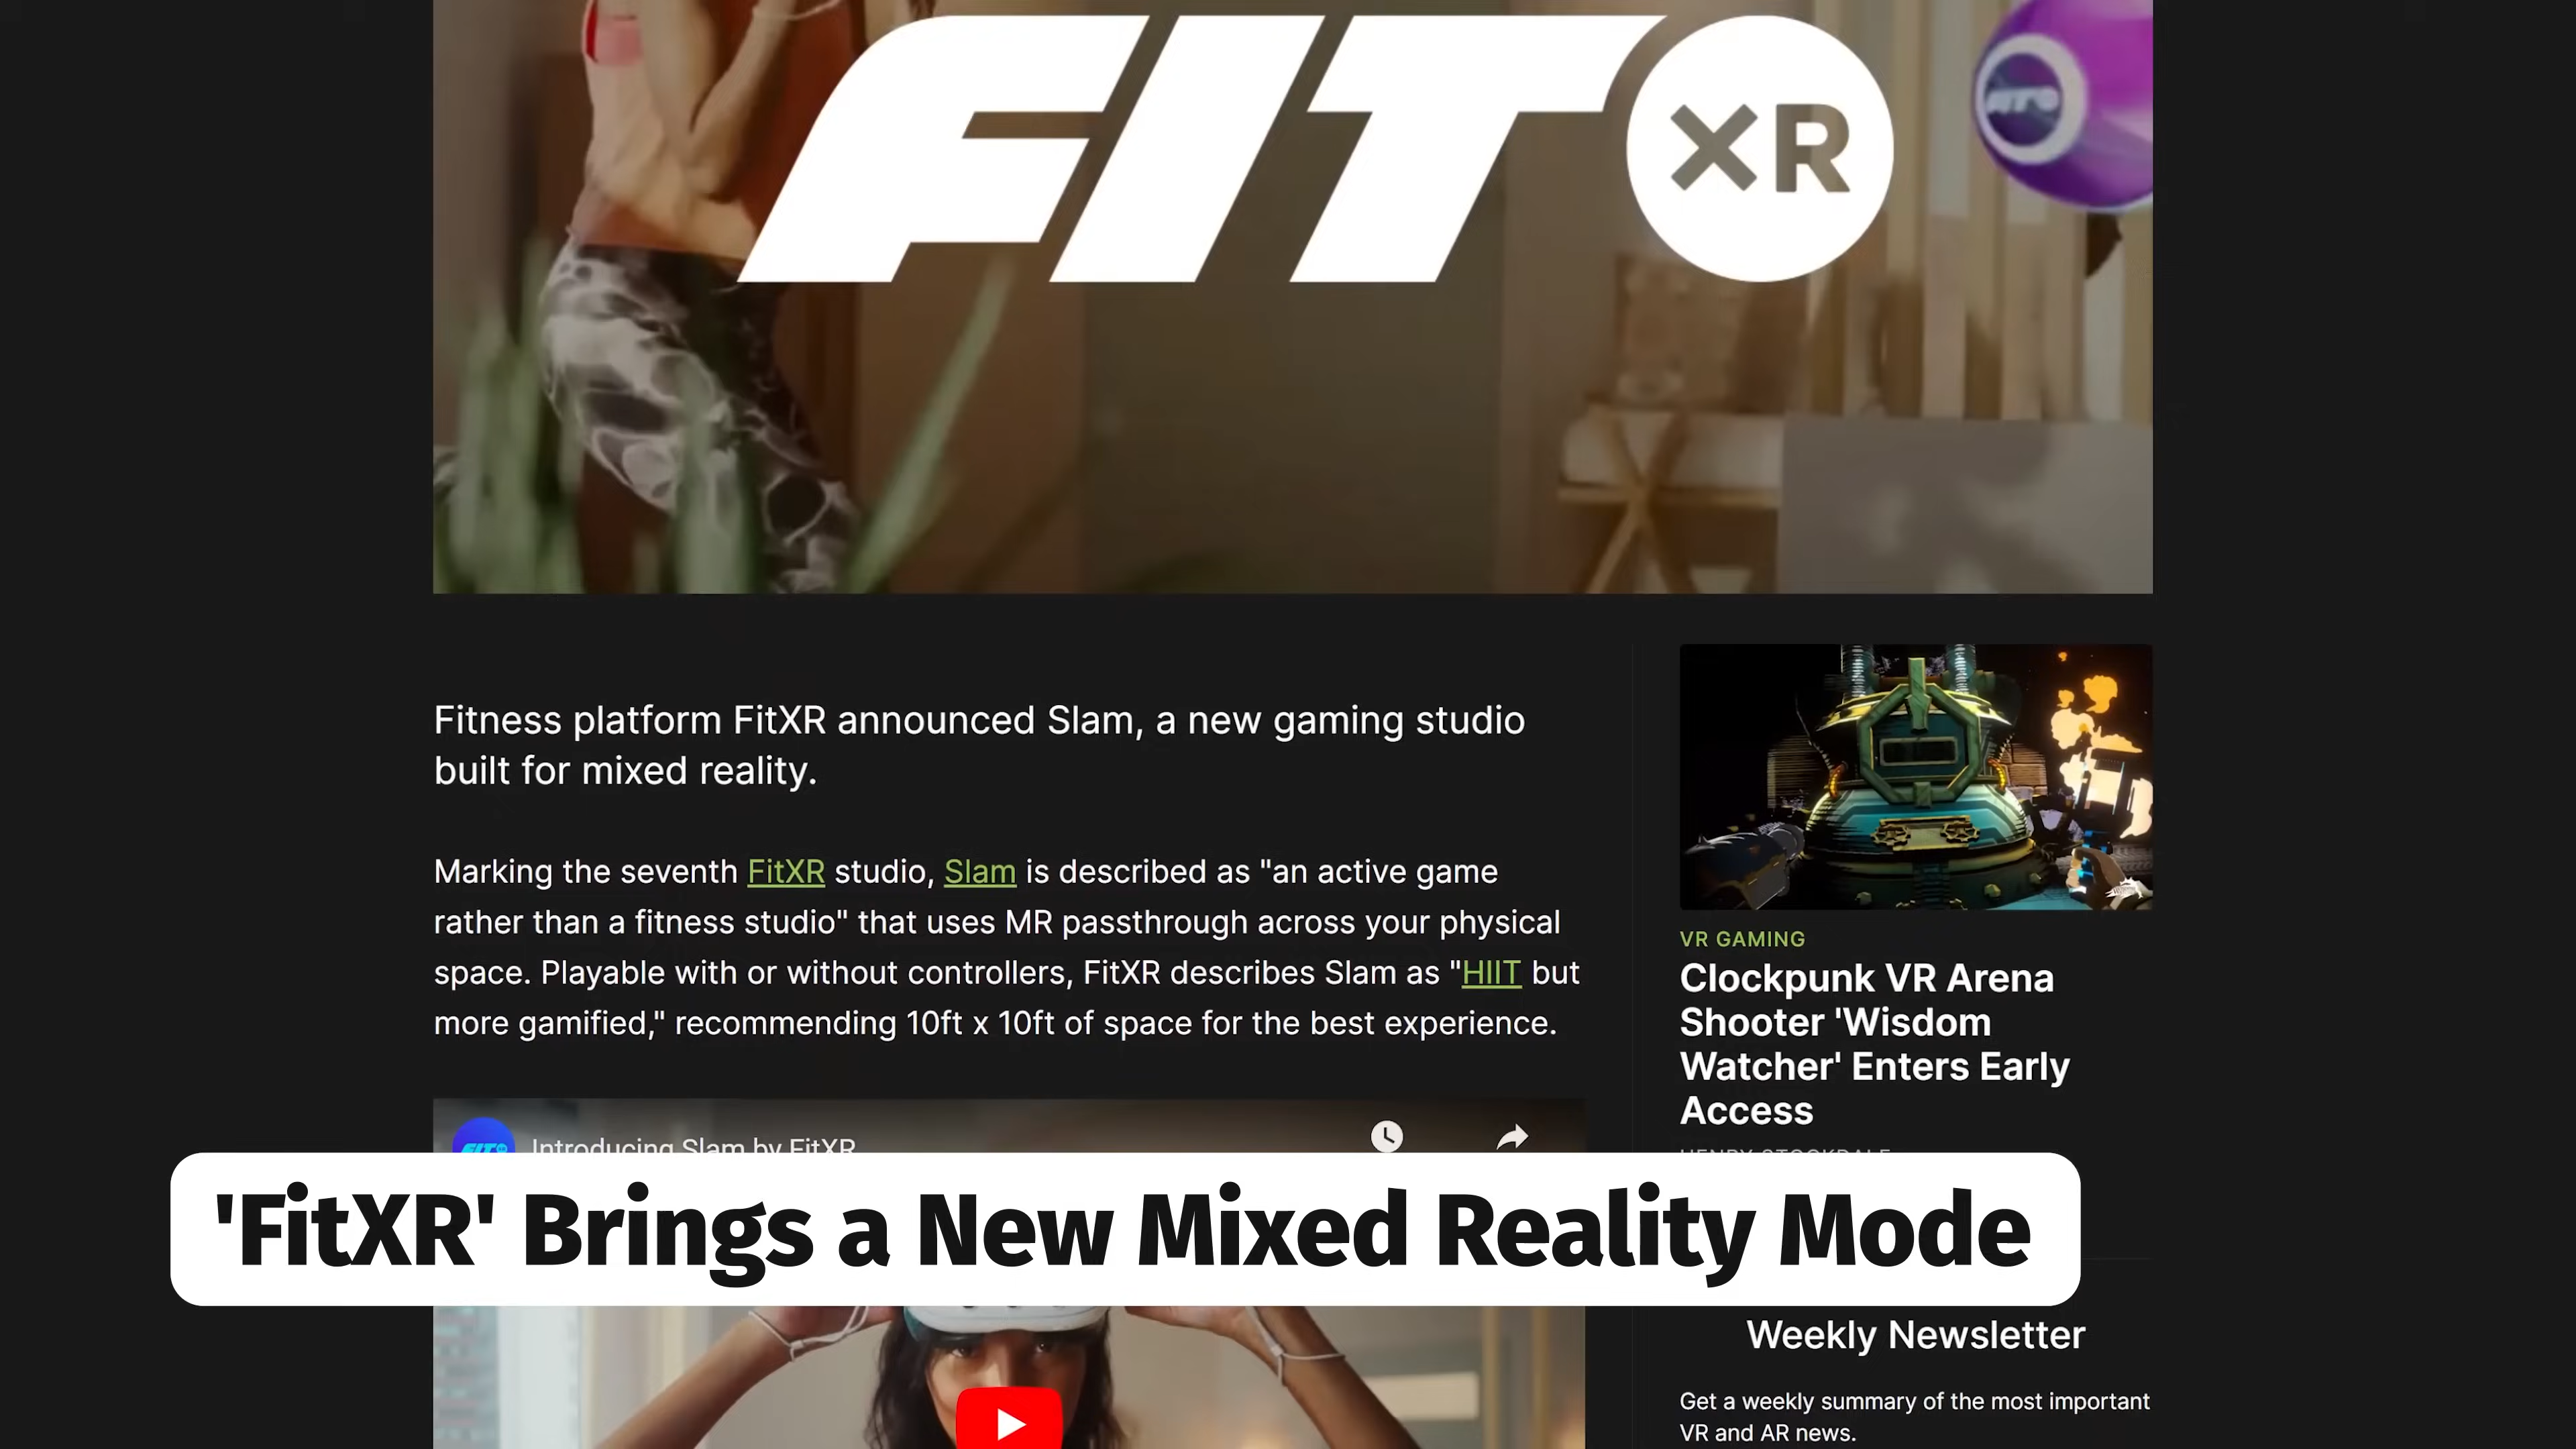 FIT XR
FIT
Fitness platform FitXR announced Slam, a new gaming studio
built for mixed reality.
Marking the seventh FitXR studio, Slam is described as "an active game
rather than a fitness studio" that uses MR passthrough across your physical
space. Playable with or without controllers, FitXR describes Slam as "HIIT but
more gamified," recommending 10ft x 10ft of space for the best experience.
Introducing Slam by FitXR
'FitXR' Brings a New Mixed Reality Mode
VR GAMING
Clockpunk VR Arena
Shooter 'Wisdom
Watcher' Enters Early
Access
HENRY STOCKDALE
Weekly Newsletter
Get a weekly summary of the most important
VR and AR news.